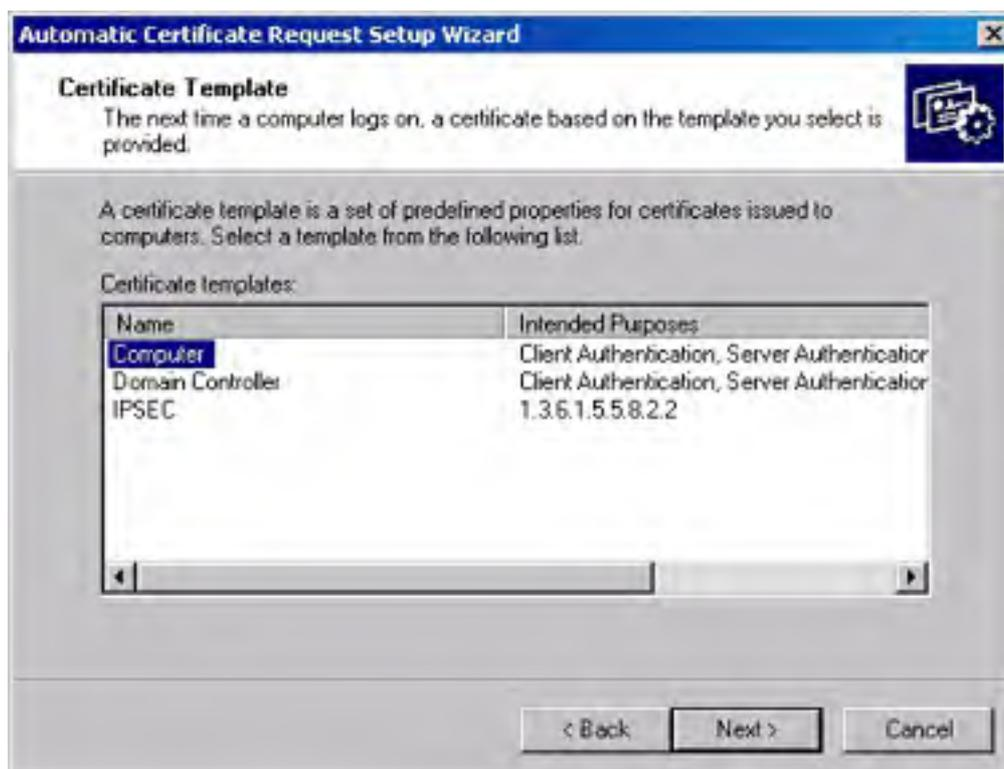 Automatic Certificate Request Setup Wizard
Certificate Template
The next time a computer logs on, a certificate based on the template you select is
provided.
A certificate template is a set of predefined properties for certificates issued to
computers. Select a template from the following list.
Certificate templates:
Name Intended Purposes
Computer Client Authentication, Server Authentication
Domain Controller Client Authentication, Server Authentication
IPSEC 1.3.6.1.5.5.8.2.2
< Back Next > Cancel